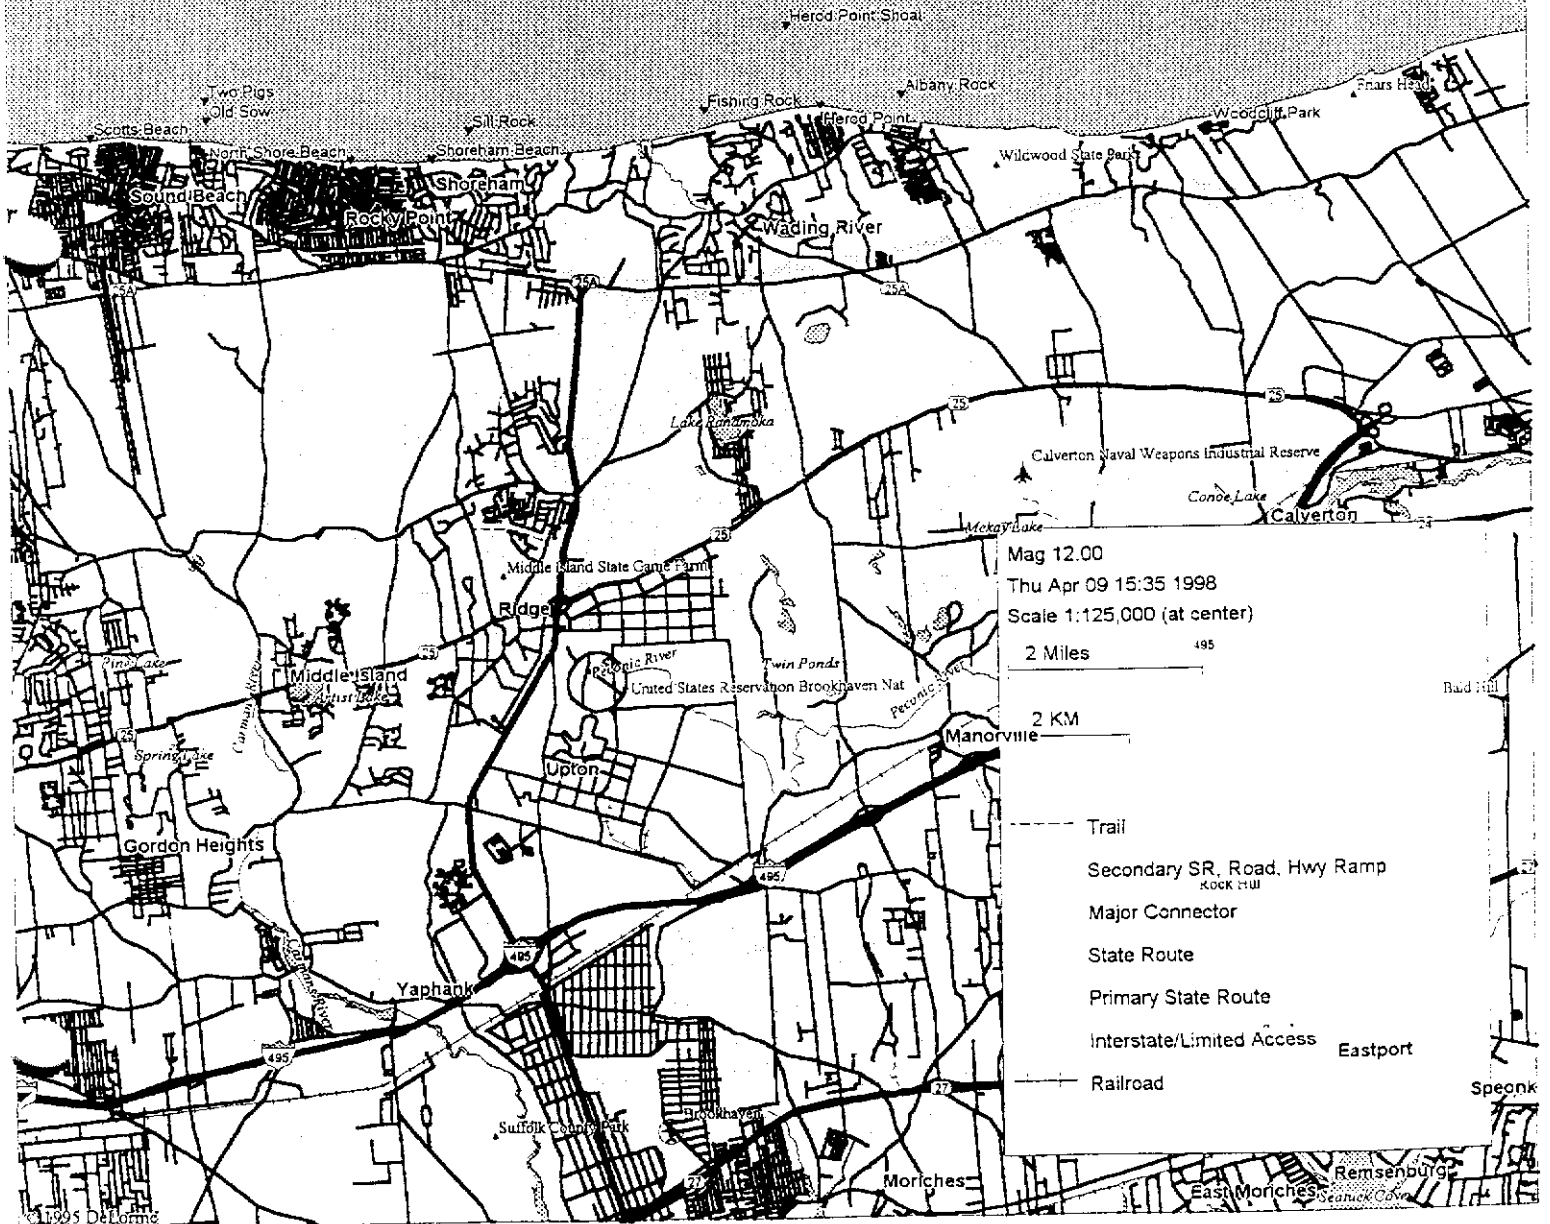 Herod Point Shoal
Two Pigs
Old Sow
Albany Rock
Friars Head
Fishing Rock
Woodcliff Park
Scotts Beach
Sill Rock
Herod Point
North Shore Beach
Shoreham Beach
Wildwood State Park
Shoreham
Sound Beach
Rocky Point
Wading River
25A
25A
25A
25
25
Lake Panamoka
Calverton Naval Weapons Industrial Reserve
Canoe Lake
Calverton
24
Mckay Lake
25
Middle Island State Game Farm
Ridge
25
Pine Lake
Middle Island
Artist Lake
Carmans River
Peconic River
Twin Ponds
United States Reservation Brookhaven Nat
Peconic River
Manorville
25
Spring Lake
Upton
Gordon Heights
495
495
Carmans River
Yaphank
495
27
Suffolk County Park
Brookhaven
27
Moriches
Mag 12.00
Thu Apr 09 15:35 1998
Scale 1:125,000 (at center)
2 Miles
495
2 KM
Bald Hill
Trail
Secondary SR, Road, Hwy Ramp
Rock Hill
Major Connector
State Route
Primary State Route
Interstate/Limited Access
Eastport
Railroad
Speonk
Remsenburg
East Moriches
Seatuck Cove
© 1995 DeLorme